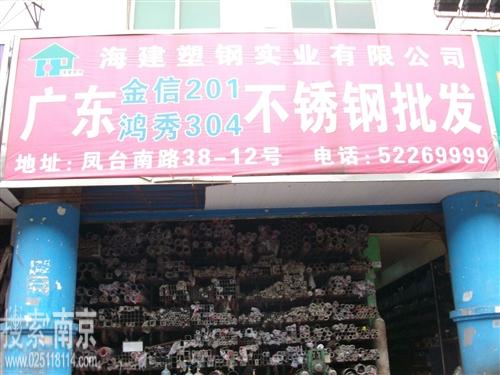 海建塑钢实业有限公司
广东金信201鸿秀304不锈钢批发
地址:凤台南路38-12号 电话:52269999
搜索南京
www.025118114.com